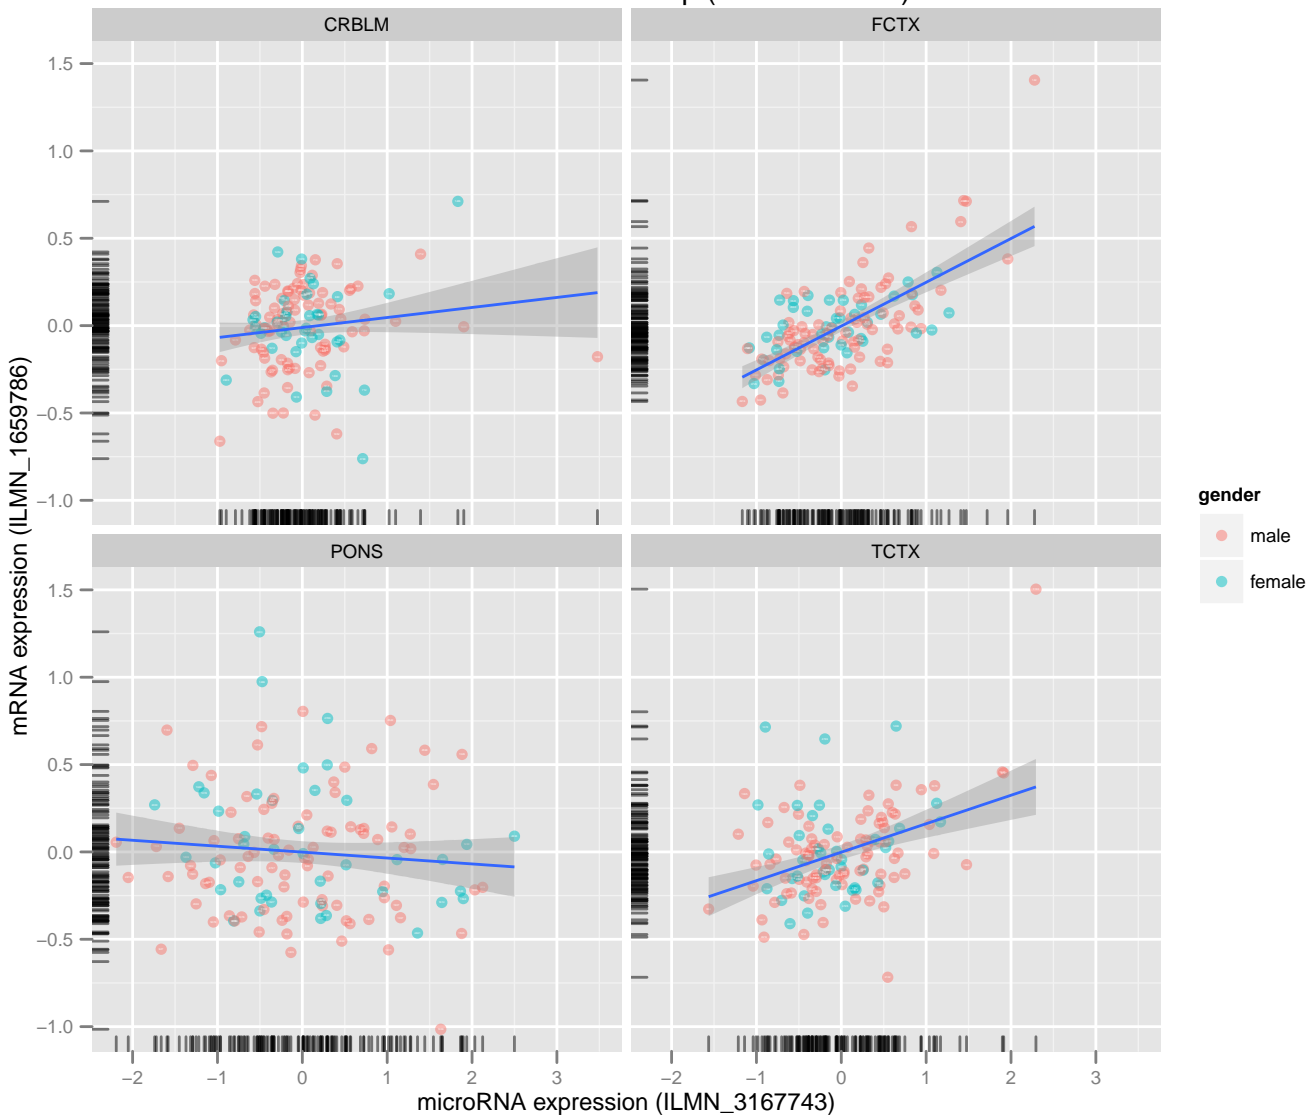 CRBLM
FCTX
1.5
1.0
0.5
0.0
−0.5
−1.0
PONS
TCTX
1.5
1.0
0.5
0.0
−0.5
−1.0
−2 −1 0 1 2 3
−2 −1 0 1 2 3
microRNA expression (ILMN_3167743)
mRNA expression (ILMN_1659786)
gender
male
female